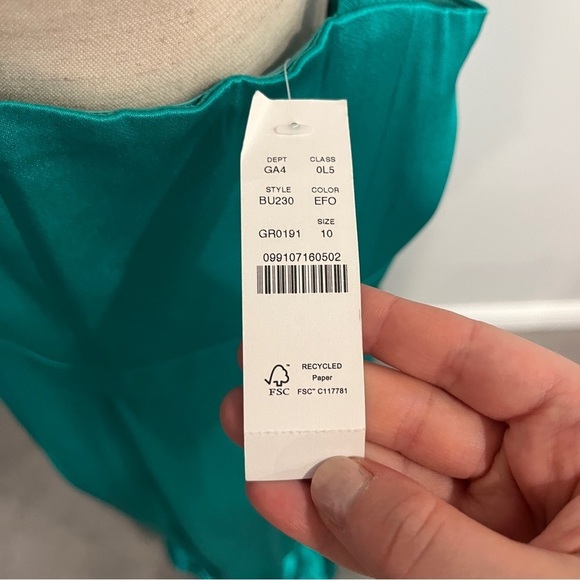 DEPT CLASS
GA4 0L5
STYLE COLOR
BU230 EFO
SIZE
GR0191 10
099107160502
RECYCLED
Paper
FSC™ FSC® C117781